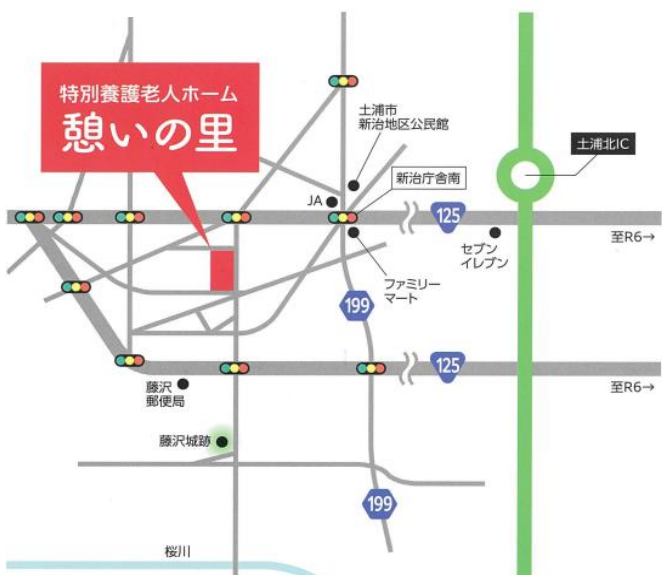 特別養護老人ホーム
憩いの里
土浦市
新治地区公民館
土浦北IC
JA
新治庁舎南
125
至R6→
セブン
イレブン
ファミリー
マート
199
125
至R6→
藤沢
郵便局
藤沢城跡
199
桜川